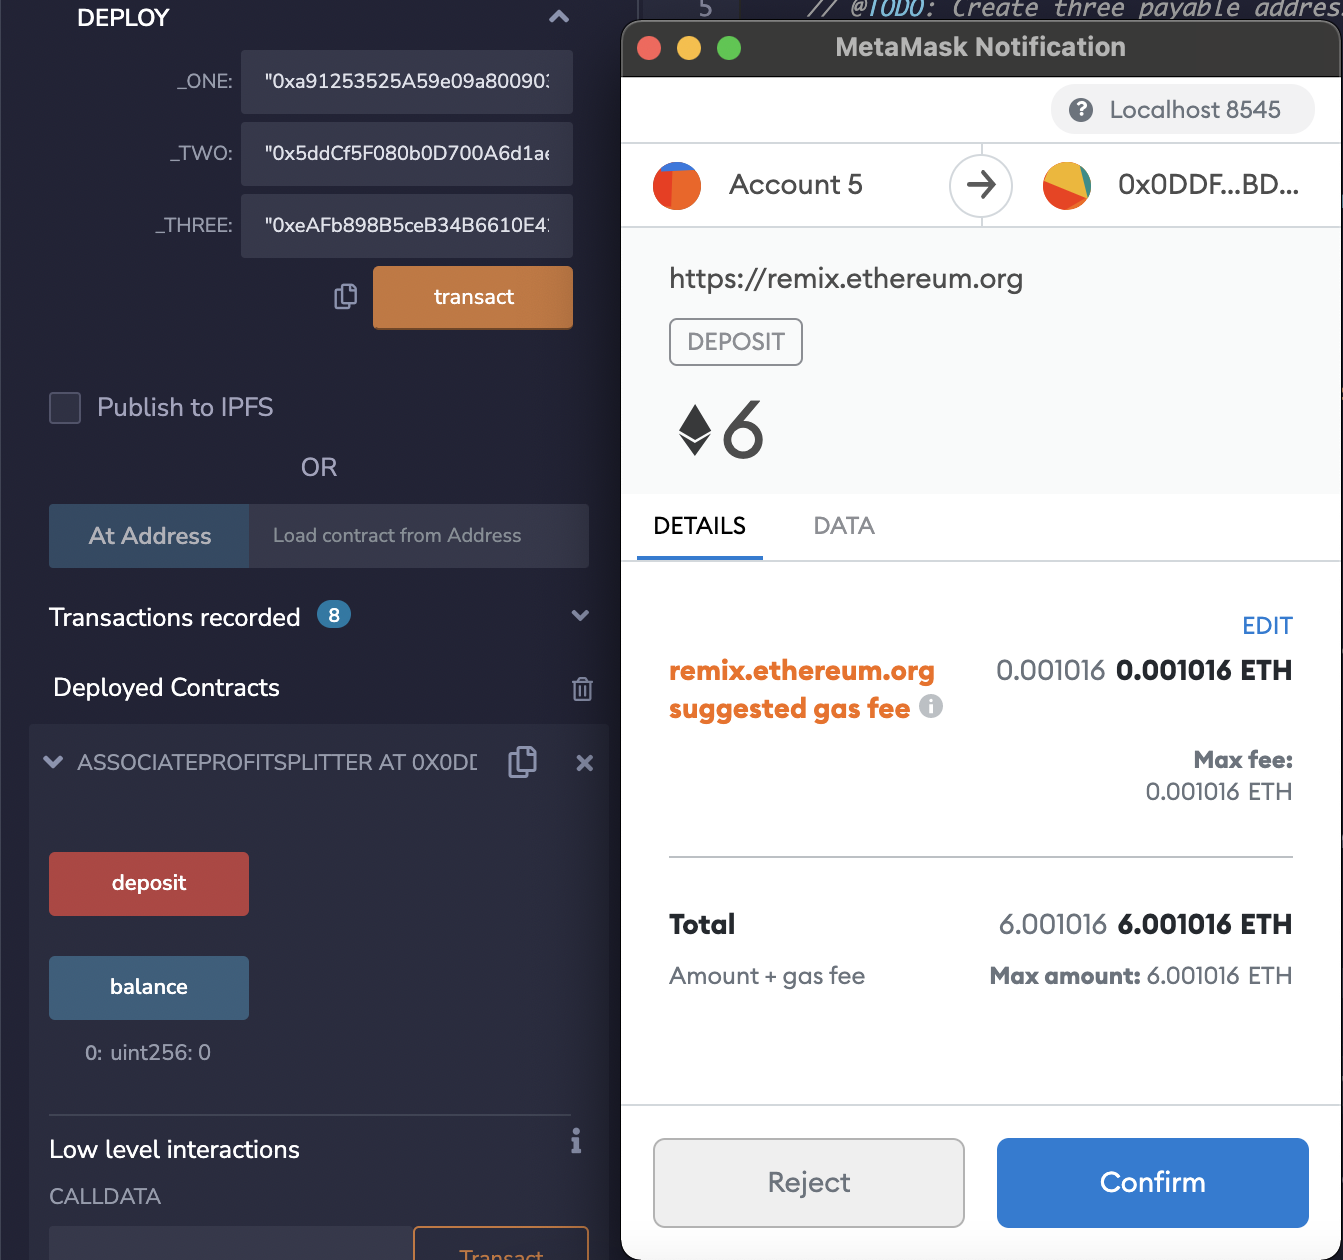 DEPLOY
_ONE: "0xa91253525A59e09a800903
_TWO: "0x5ddCf5F080b0D700A6d1ae
_THREE: "0xeAFb898B5ceB34B6610E42
transact
Publish to IPFS
OR
At Address Load contract from Address
Transactions recorded 8
Deployed Contracts
ASSOCIATEPROFITSPLITTER AT 0X0DD
deposit
balance
0: uint256: 0
Low level interactions
CALLDATA
Transact
5 // @TODO: Create three payable addres
MetaMask Notification
Localhost 8545
Account 5 0x0DDF...BD...
https://remix.ethereum.org
DEPOSIT
6
DETAILS DATA
EDIT
remix.ethereum.org 0.001016 0.001016 ETH
suggested gas fee
Max fee:
0.001016 ETH
Total 6.001016 6.001016 ETH
Amount + gas fee Max amount: 6.001016 ETH
Reject Confirm